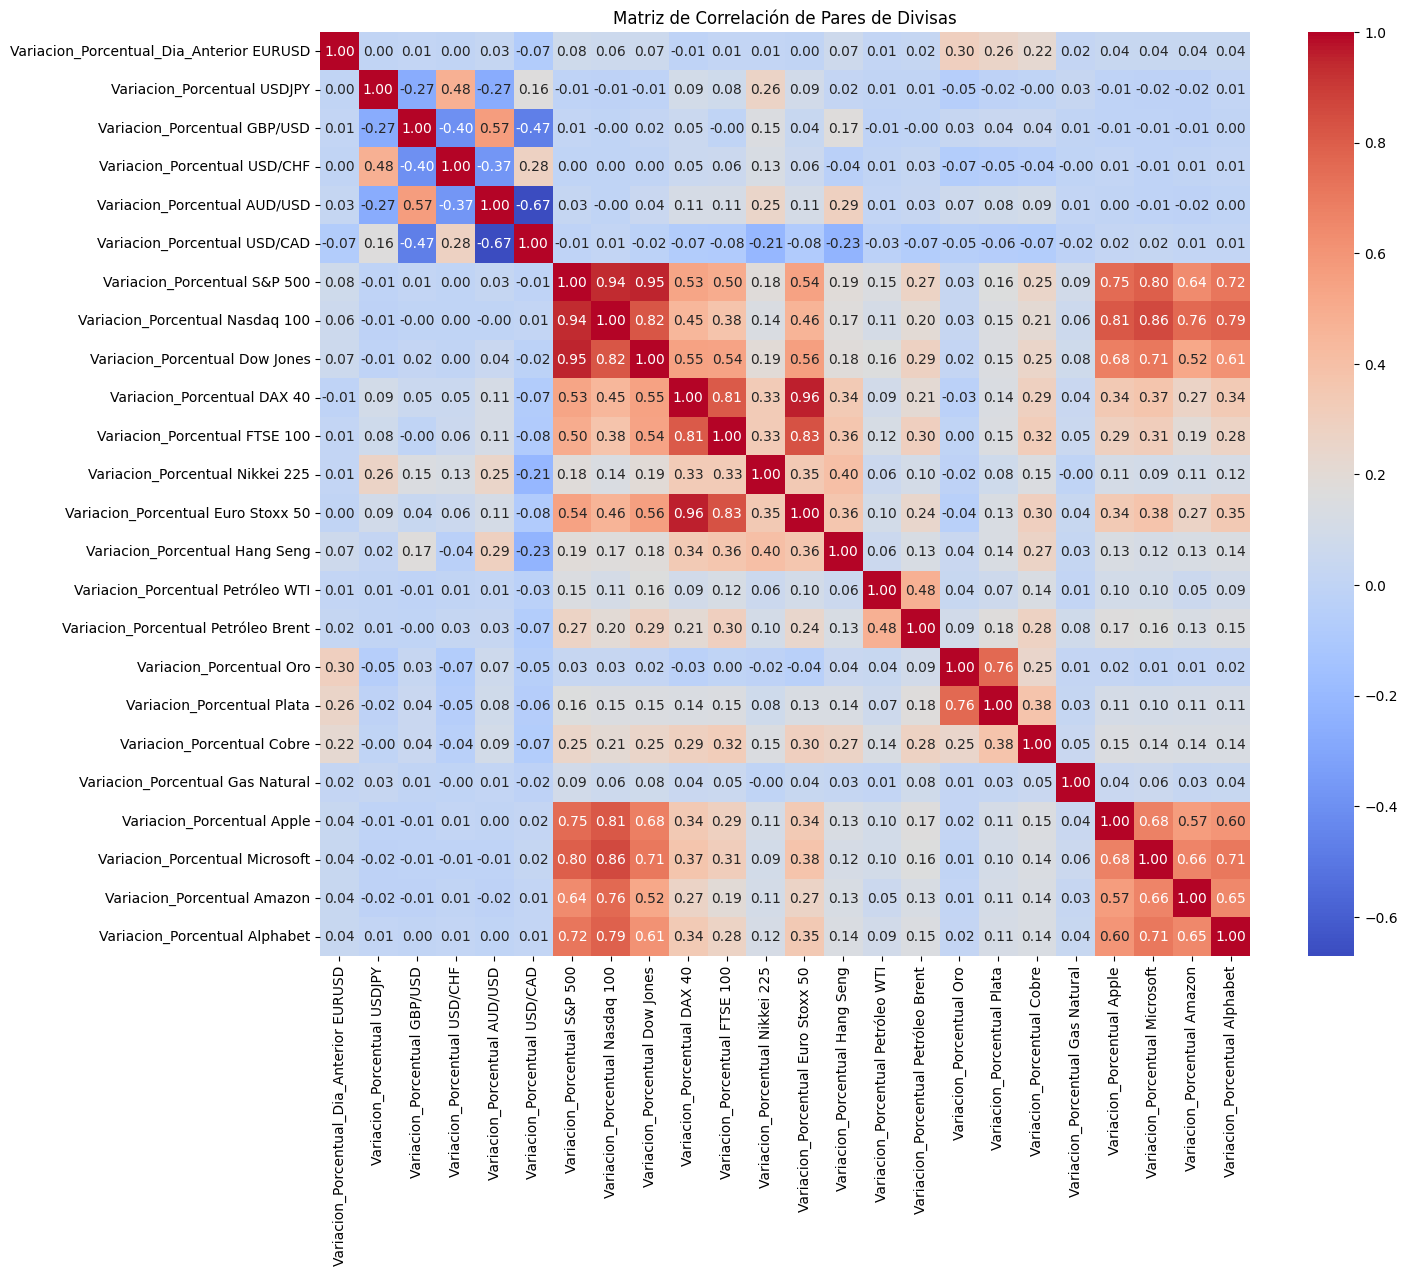 Matriz de Correlación de Pares de Divisas
Variacion_Porcentual_Dia_Anterior EURUSD 1.00 0.00 0.01 0.00 0.03 -0.07 0.08 0.06 0.07 -0.01 0.01 0.01 0.00 0.07 0.01 0.02 0.30 0.26 0.22 0.02 0.04 0.04 0.04 0.04
Variacion_Porcentual USDJPY 0.00 1.00 -0.27 0.48 -0.27 0.16 -0.01 -0.01 -0.01 0.09 0.08 0.26 0.09 0.02 0.01 0.01 -0.05 -0.02 -0.00 0.03 -0.01 -0.02 -0.02 0.01
Variacion_Porcentual GBP/USD 0.01 -0.27 1.00 -0.40 0.57 -0.47 0.01 -0.00 0.02 0.05 -0.00 0.15 0.04 0.17 -0.01 -0.00 0.03 0.04 0.04 0.01 -0.01 -0.01 -0.01 0.00
Variacion_Porcentual USD/CHF 0.00 0.48 -0.40 1.00 -0.37 0.28 0.00 0.00 0.00 0.05 0.06 0.13 0.06 -0.04 0.01 0.03 -0.07 -0.05 -0.04 -0.00 0.01 -0.01 0.01 0.01
Variacion_Porcentual AUD/USD 0.03 -0.27 0.57 -0.37 1.00 -0.67 0.03 -0.00 0.04 0.11 0.11 0.25 0.11 0.29 0.01 0.03 0.07 0.08 0.09 0.01 0.00 -0.01 -0.02 0.00
Variacion_Porcentual USD/CAD -0.07 0.16 -0.47 0.28 -0.67 1.00 -0.01 0.01 -0.02 -0.07 -0.08 -0.21 -0.08 -0.23 -0.03 -0.07 -0.05 -0.06 -0.07 -0.02 0.02 0.02 0.01 0.01
Variacion_Porcentual S&P 500 0.08 -0.01 0.01 0.00 0.03 -0.01 1.00 0.94 0.95 0.53 0.50 0.18 0.54 0.19 0.15 0.27 0.03 0.16 0.25 0.09 0.75 0.80 0.64 0.72
Variacion_Porcentual Nasdaq 100 0.06 -0.01 -0.00 0.00 -0.00 0.01 0.94 1.00 0.82 0.45 0.38 0.14 0.46 0.17 0.11 0.20 0.03 0.15 0.21 0.06 0.81 0.86 0.76 0.79
Variacion_Porcentual Dow Jones 0.07 -0.01 0.02 0.00 0.04 -0.02 0.95 0.82 1.00 0.55 0.54 0.19 0.56 0.18 0.16 0.29 0.02 0.15 0.25 0.08 0.68 0.71 0.52 0.61
Variacion_Porcentual DAX 40 -0.01 0.09 0.05 0.05 0.11 -0.07 0.53 0.45 0.55 1.00 0.81 0.33 0.96 0.34 0.09 0.21 -0.03 0.14 0.29 0.04 0.34 0.37 0.27 0.34
Variacion_Porcentual FTSE 100 0.01 0.08 -0.00 0.06 0.11 -0.08 0.50 0.38 0.54 0.81 1.00 0.33 0.83 0.36 0.12 0.30 0.00 0.15 0.32 0.05 0.29 0.31 0.19 0.28
Variacion_Porcentual Nikkei 225 0.01 0.26 0.15 0.13 0.25 -0.21 0.18 0.14 0.19 0.33 0.33 1.00 0.35 0.40 0.06 0.10 -0.02 0.08 0.15 -0.00 0.11 0.09 0.11 0.12
Variacion_Porcentual Euro Stoxx 50 0.00 0.09 0.04 0.06 0.11 -0.08 0.54 0.46 0.56 0.96 0.83 0.35 1.00 0.36 0.10 0.24 -0.04 0.13 0.30 0.04 0.34 0.38 0.27 0.35
Variacion_Porcentual Hang Seng 0.07 0.02 0.17 -0.04 0.29 -0.23 0.19 0.17 0.18 0.34 0.36 0.40 0.36 1.00 0.06 0.13 0.04 0.14 0.27 0.03 0.13 0.12 0.13 0.14
Variacion_Porcentual Petróleo WTI 0.01 0.01 -0.01 0.01 0.01 -0.03 0.15 0.11 0.16 0.09 0.12 0.06 0.10 0.06 1.00 0.48 0.04 0.07 0.14 0.01 0.10 0.10 0.05 0.09
Variacion_Porcentual Petróleo Brent 0.02 0.01 -0.00 0.03 0.03 -0.07 0.27 0.20 0.29 0.21 0.30 0.10 0.24 0.13 0.48 1.00 0.09 0.18 0.28 0.08 0.17 0.16 0.13 0.15
Variacion_Porcentual Oro 0.30 -0.05 0.03 -0.07 0.07 -0.05 0.03 0.03 0.02 -0.03 0.00 -0.02 -0.04 0.04 0.04 0.09 1.00 0.76 0.25 0.01 0.02 0.01 0.01 0.02
Variacion_Porcentual Plata 0.26 -0.02 0.04 -0.05 0.08 -0.06 0.16 0.15 0.15 0.14 0.15 0.08 0.13 0.14 0.07 0.18 0.76 1.00 0.38 0.03 0.11 0.10 0.11 0.11
Variacion_Porcentual Cobre 0.22 -0.00 0.04 -0.04 0.09 -0.07 0.25 0.21 0.25 0.29 0.32 0.15 0.30 0.27 0.14 0.28 0.25 0.38 1.00 0.05 0.15 0.14 0.14 0.14
Variacion_Porcentual Gas Natural 0.02 0.03 0.01 -0.00 0.01 -0.02 0.09 0.06 0.08 0.04 0.05 -0.00 0.04 0.03 0.01 0.08 0.01 0.03 0.05 1.00 0.04 0.06 0.03 0.04
Variacion_Porcentual Apple 0.04 -0.01 -0.01 0.01 0.00 0.02 0.75 0.81 0.68 0.34 0.29 0.11 0.34 0.13 0.10 0.17 0.02 0.11 0.15 0.04 1.00 0.68 0.57 0.60
Variacion_Porcentual Microsoft 0.04 -0.02 -0.01 -0.01 -0.01 0.02 0.80 0.86 0.71 0.37 0.31 0.09 0.38 0.12 0.10 0.16 0.01 0.10 0.14 0.06 0.68 1.00 0.66 0.71
Variacion_Porcentual Amazon 0.04 -0.02 -0.01 0.01 -0.02 0.01 0.64 0.76 0.52 0.27 0.19 0.11 0.27 0.13 0.05 0.13 0.01 0.11 0.14 0.03 0.57 0.66 1.00 0.65
Variacion_Porcentual Alphabet 0.04 0.01 0.00 0.01 0.00 0.01 0.72 0.79 0.61 0.34 0.28 0.12 0.35 0.14 0.09 0.15 0.02 0.11 0.14 0.04 0.60 0.71 0.65 1.00
Variacion_Porcentual_Dia_Anterior EURUSD
Variacion_Porcentual USDJPY
Variacion_Porcentual GBP/USD
Variacion_Porcentual USD/CHF
Variacion_Porcentual AUD/USD
Variacion_Porcentual USD/CAD
Variacion_Porcentual S&P 500
Variacion_Porcentual Nasdaq 100
Variacion_Porcentual Dow Jones
Variacion_Porcentual DAX 40
Variacion_Porcentual FTSE 100
Variacion_Porcentual Nikkei 225
Variacion_Porcentual Euro Stoxx 50
Variacion_Porcentual Hang Seng
Variacion_Porcentual Petróleo WTI
Variacion_Porcentual Petróleo Brent
Variacion_Porcentual Oro
Variacion_Porcentual Plata
Variacion_Porcentual Cobre
Variacion_Porcentual Gas Natural
Variacion_Porcentual Apple
Variacion_Porcentual Microsoft
Variacion_Porcentual Amazon
Variacion_Porcentual Alphabet
1.0
0.8
0.6
0.4
0.2
0.0
-0.2
-0.4
-0.6